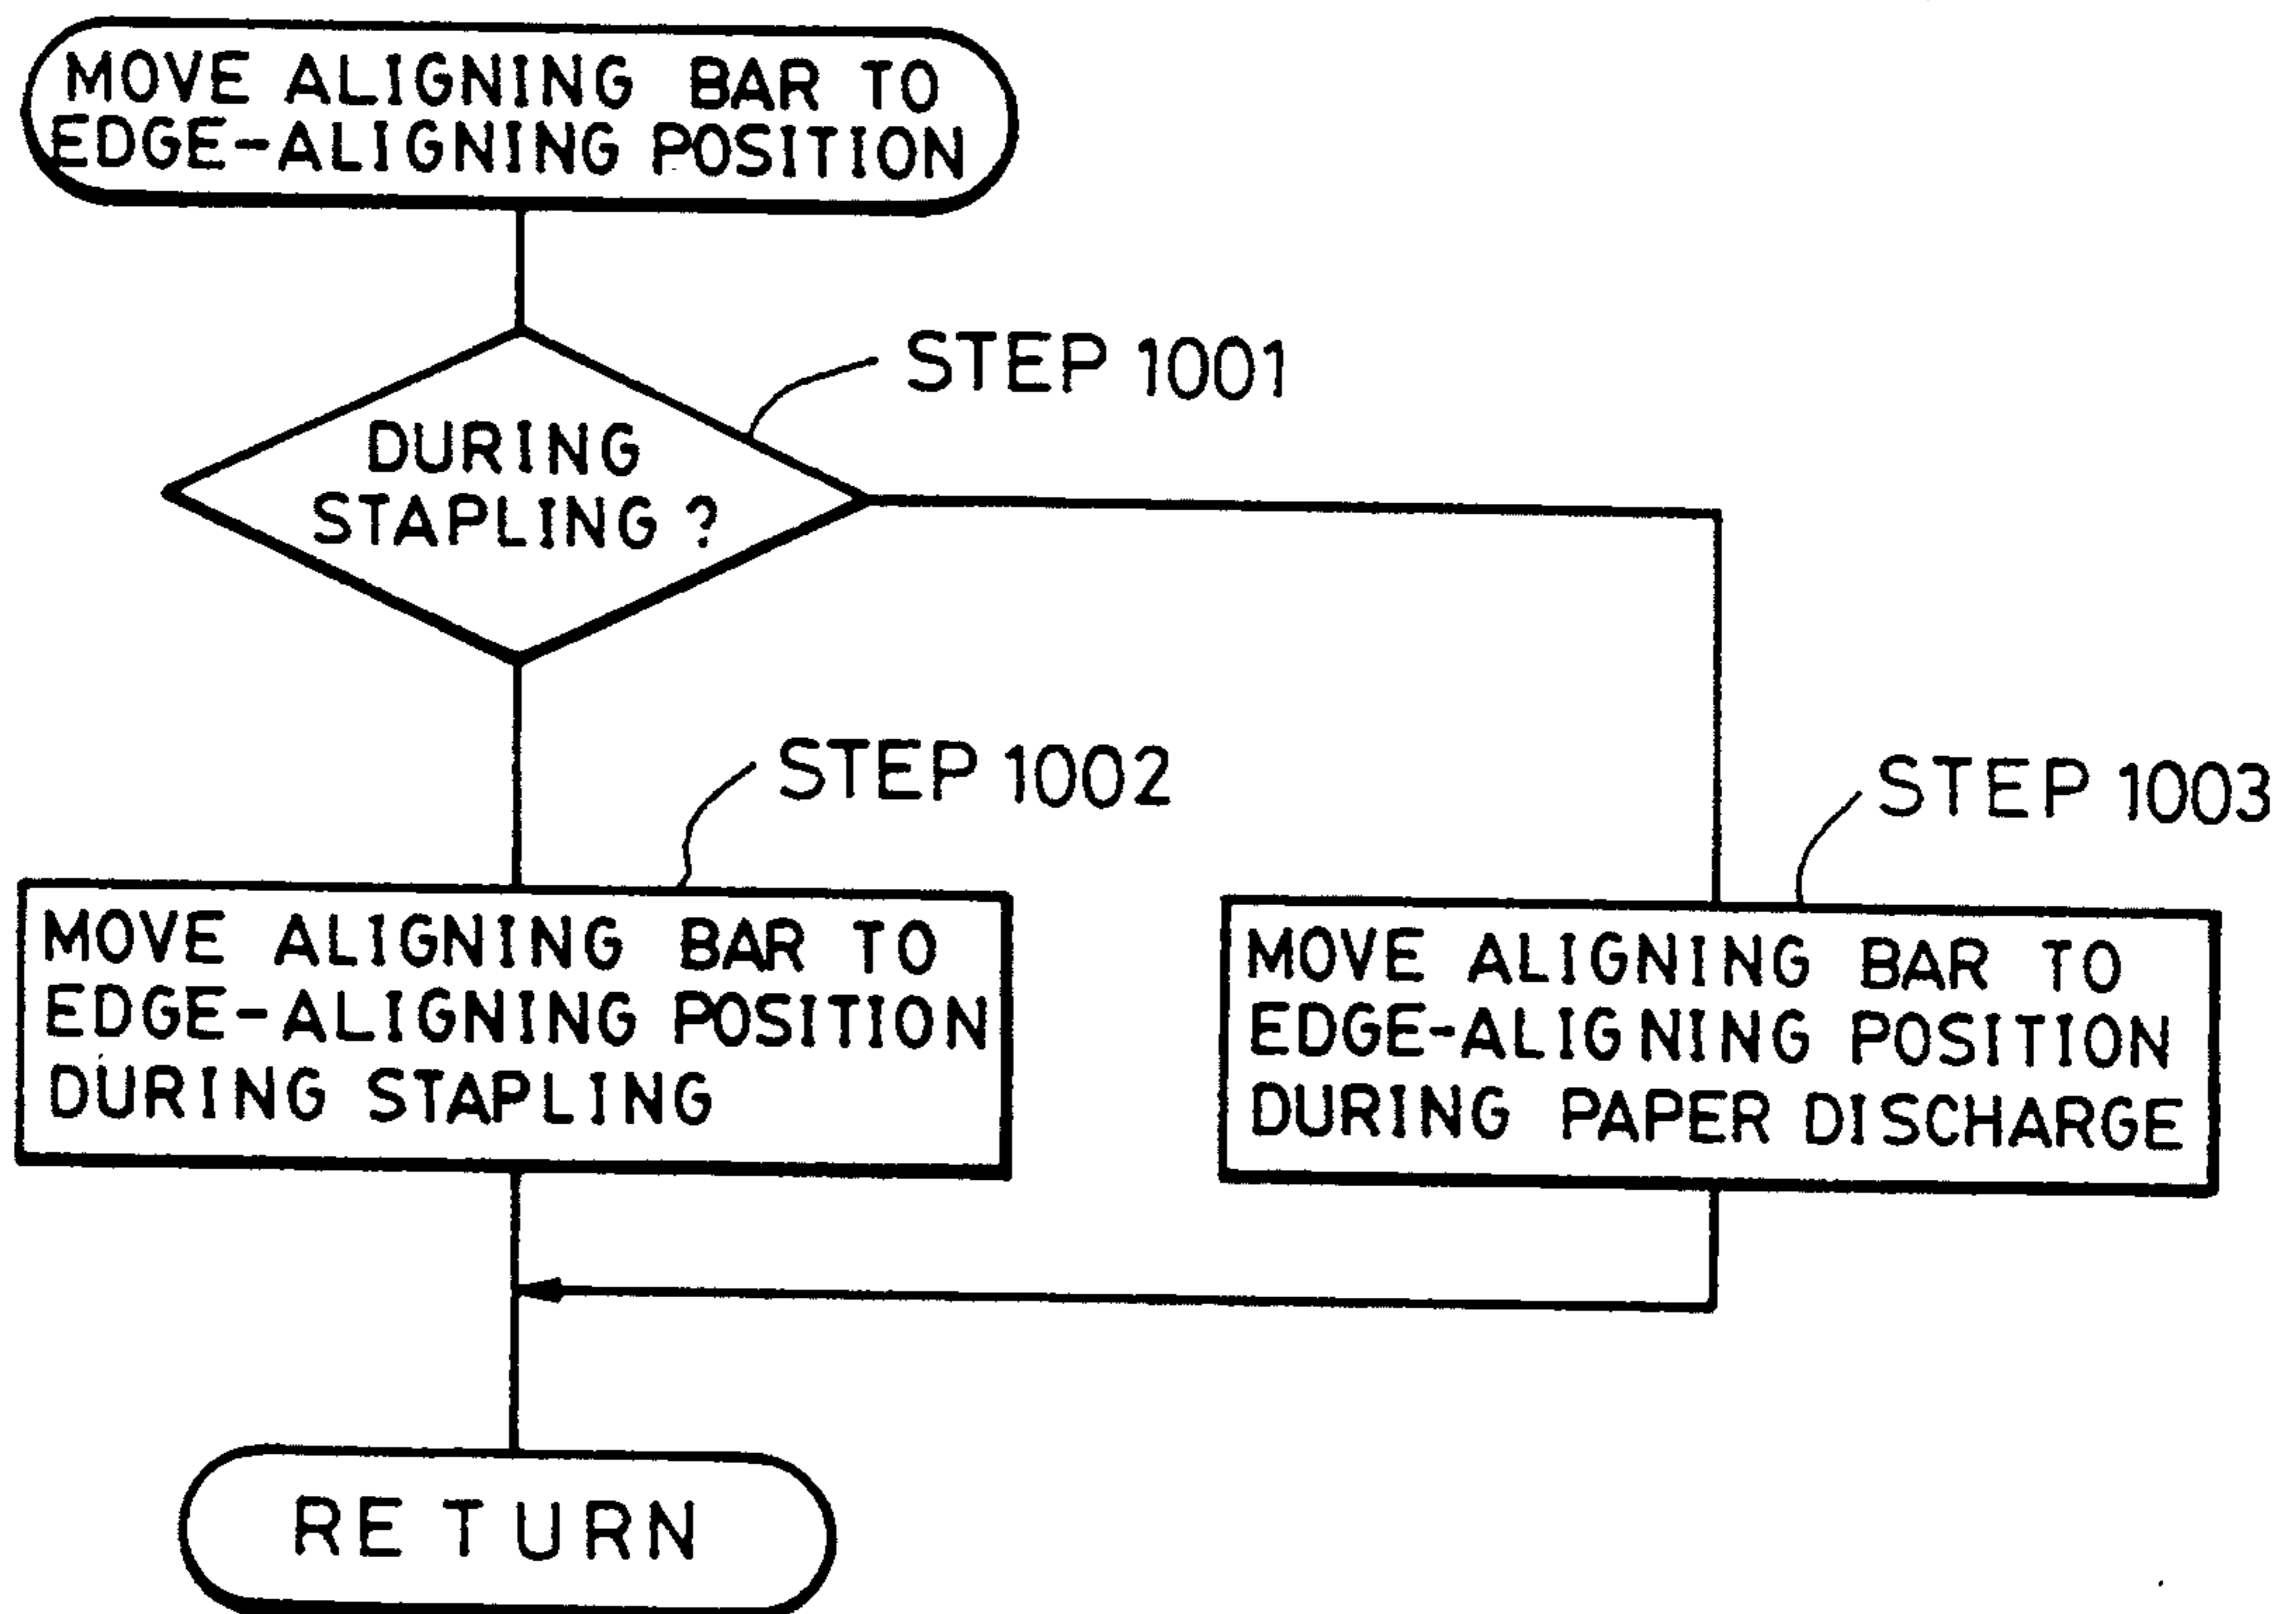 MOVE ALIGNING BAR TO
EDGE-ALIGNING POSITION
STEP 1001
DURING
STAPLING ?
STEP 1002
STEP 1003
MOVE ALIGNING BAR TO
EDGE-ALIGNING POSITION
DURING STAPLING
MOVE ALIGNING BAR TO
EDGE-ALIGNING POSITION
DURING PAPER DISCHARGE
RETURN